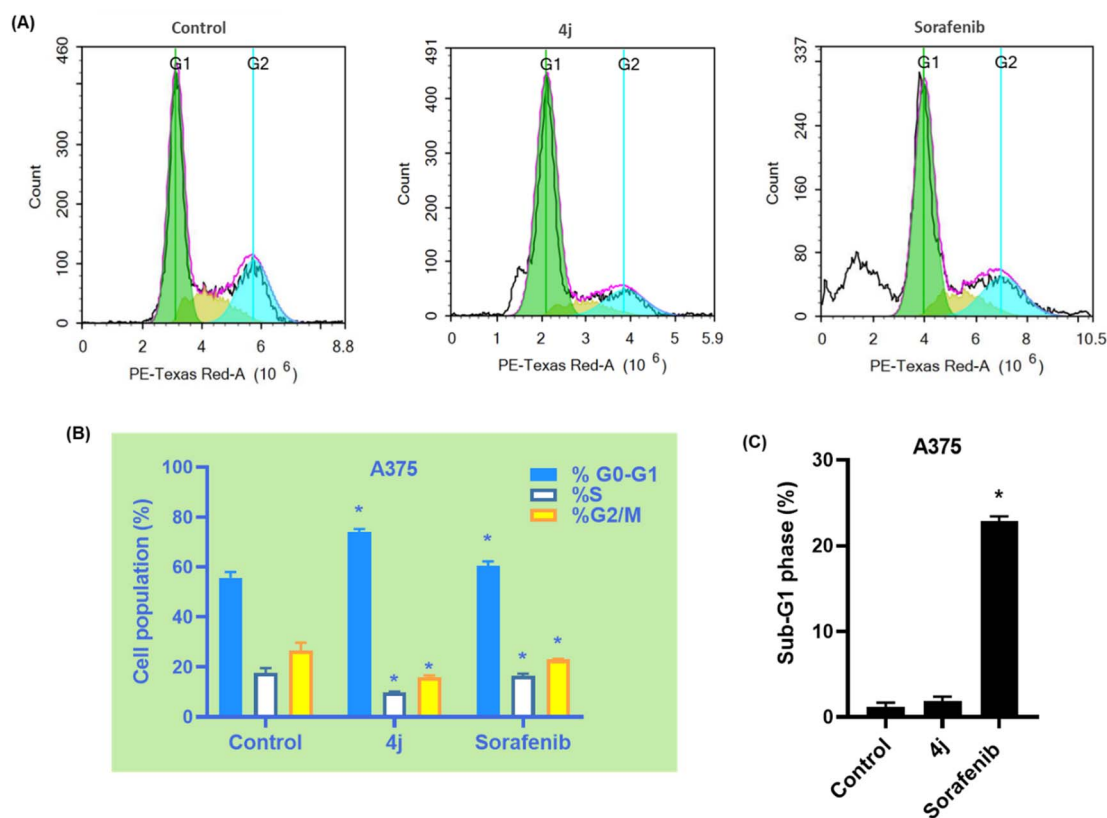 (A)
Control
460
300
200
100
0
Count
G1
G2
0
2
4
6
8.8
PE-Texas Red-A (10 6)
4j
491
400
300
200
100
0
Count
G1
G2
0
1
2
3
4
5
5.9
PE-Texas Red-A (10 6)
Sorafenib
337
240
160
80
0
Count
G1
G2
0
2
4
6
8
10.5
PE-Texas Red-A (10 6)
(B)
A375
% G0-G1
%S
%G2/M
Cell population (%)
100
80
60
40
20
0
*
*
*
*
*
*
Control
4j
Sorafenib
(C)
A375
Sub-G1 phase (%)
30
20
10
0
*
Control
4j
Sorafenib